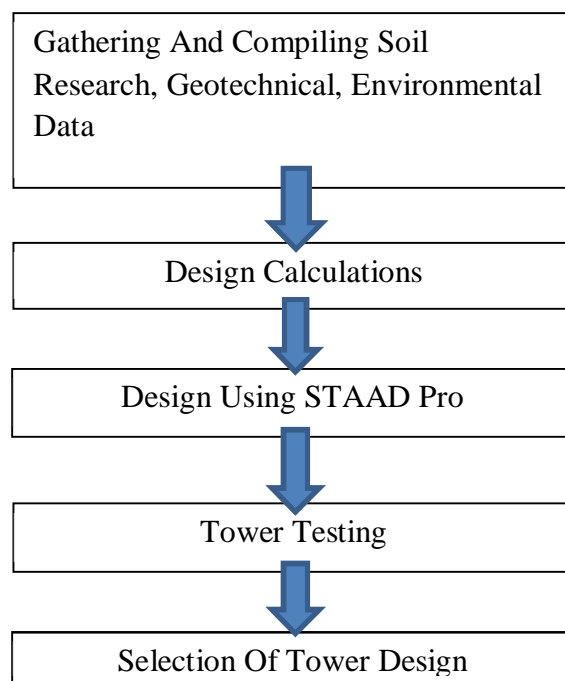 Gathering And Compiling Soil
Research, Geotechnical, Environmental
Data
Design Calculations
Design Using STAAD Pro
Tower Testing
Selection Of Tower Design